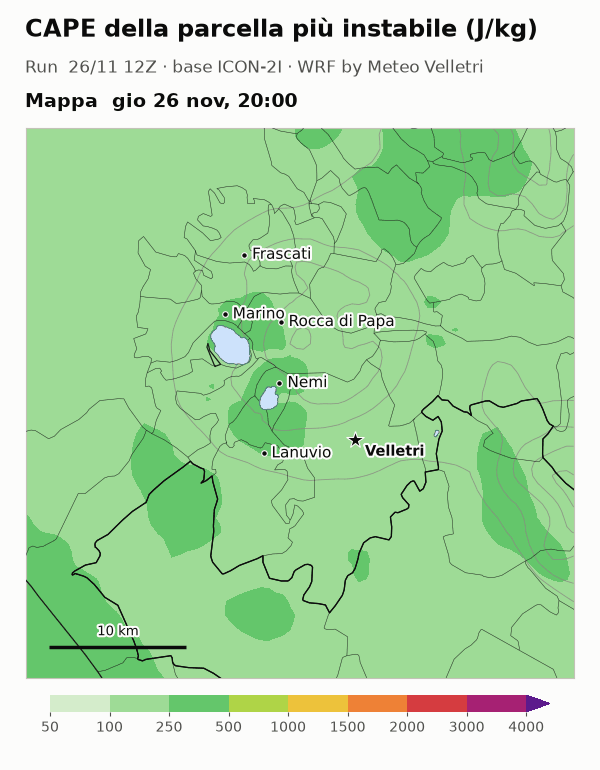 CAPE della parcella più instabile (J/kg)
Run  26/11 12Z · base ICON-2I · WRF by Meteo Velletri
Mappa  gio 26 nov, 20:00
Frascati
Marino
Rocca di Papa
Nemi
Velletri
Lanuvio
10 km
50 100 250 500 1000 1500 2000 3000 4000